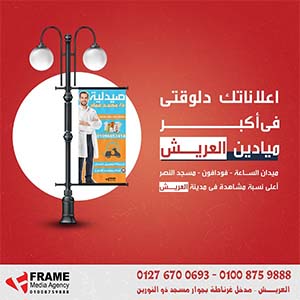 اعلاناتك دلوقتى
فى أكبر
ميادين العريش
ميدان الساعة - فودافون - مسجد النصر
أعلى نسبة مشاهدة فى مدينة العريش
صيدلية
FRAME
Media Agency
01008759888
0127 670 0693 - 0100 875 9888
العريش - مدخل غرناطة بجوار مسجد ذو النورين